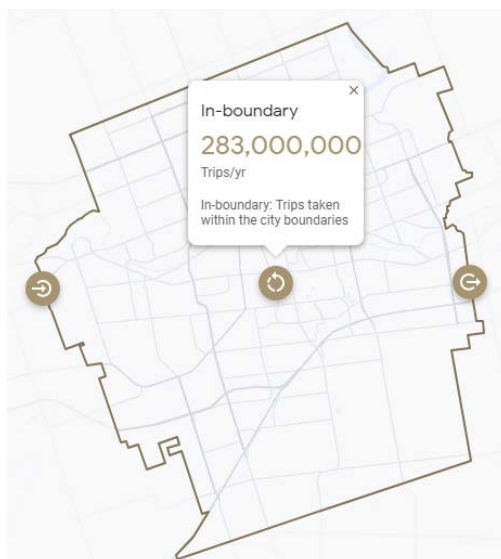 In-boundary
283,000,000
Trips/yr
In-boundary: Trips taken
within the city boundaries